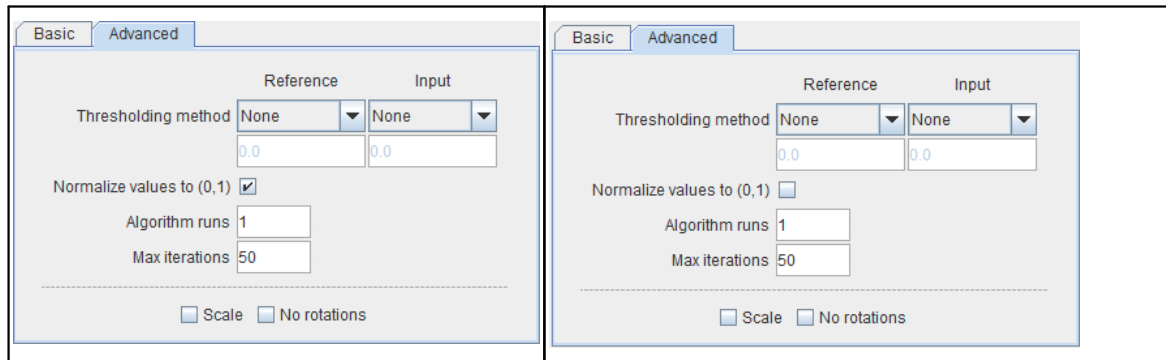 Basic Advanced
Reference Input
Thresholding method None None
0.0 0.0
Normalize values to (0,1)
Algorithm runs 1
Max iterations 50
Scale No rotations
Basic Advanced
Reference Input
Thresholding method None None
0.0 0.0
Normalize values to (0,1)
Algorithm runs 1
Max iterations 50
Scale No rotations